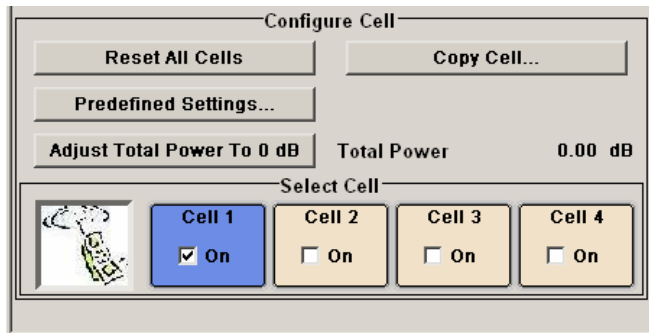 Configure Cell
Reset All Cells Copy Cell...
Predefined Settings...
Adjust Total Power To 0 dB Total Power 0.00 dB
Select Cell
Cell 1 Cell 2 Cell 3 Cell 4
On On On On